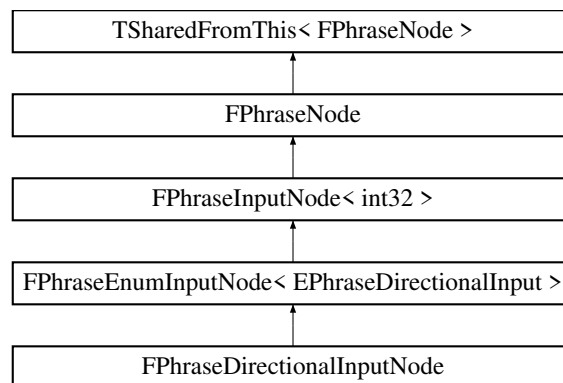 TSharedFromThis< FPhraseNode >
FPhraseNode
FPhraseInputNode< int32 >
FPhraseEnumInputNode< EPhraseDirectionalInput >
FPhraseDirectionalInputNode